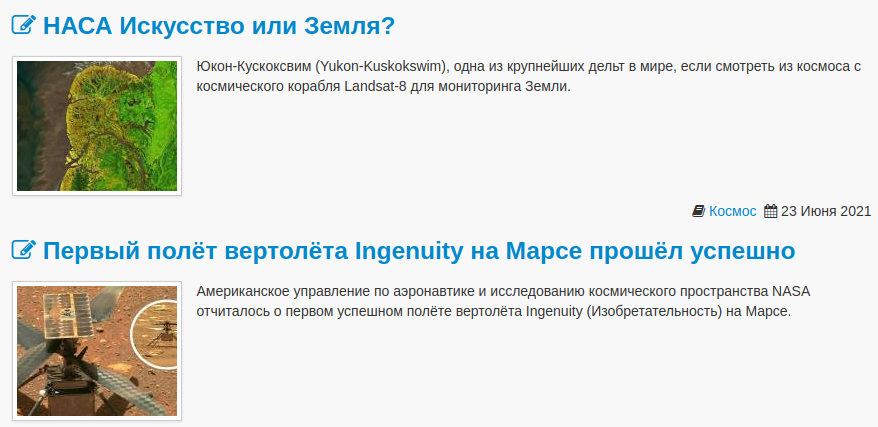 НАСА Искусство или Земля?
Юкон-Кускоксвим (Yukon-Kuskokswim), одна из крупнейших дельт в мире, если смотреть из космоса с
космического корабля Landsat-8 для мониторинга Земли.
Космос 23 Июня 2021
Первый полёт вертолёта Ingenuity на Марсе прошёл успешно
Американское управление по аэронавтике и исследованию космического пространства NASA
отчиталось о первом успешном полёте вертолёта Ingenuity (Изобретательность) на Марсе.